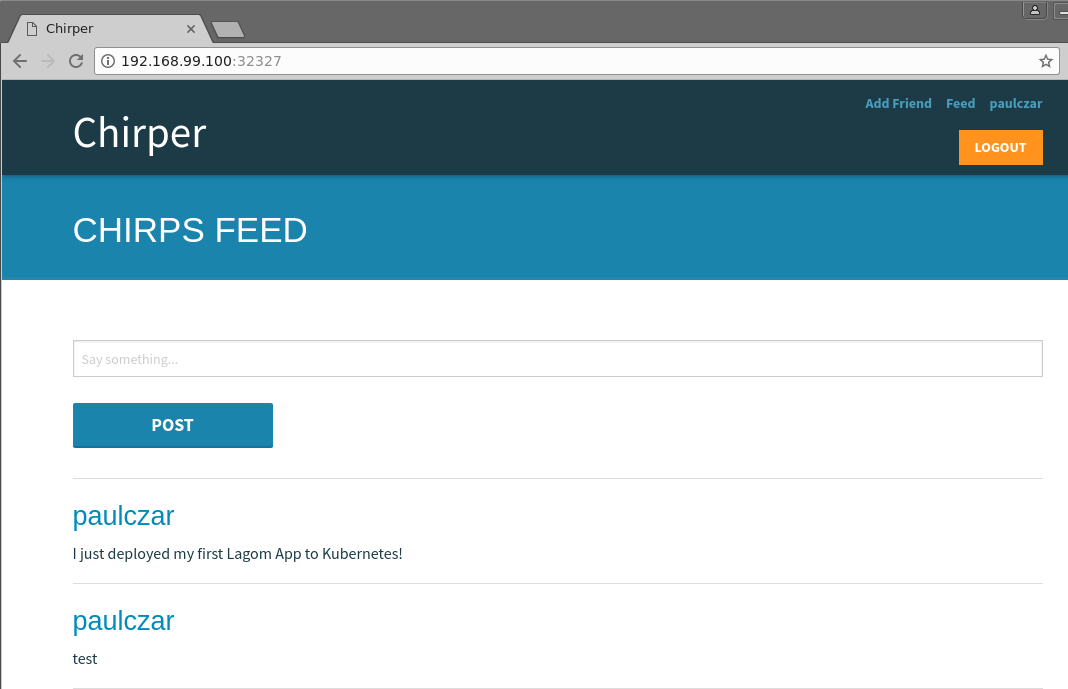 Chirper
192.168.99.100:32327
Add Friend Feed paulczar
Chirper
LOGOUT
CHIRPS FEED
Say something...
POST
paulczar
I just deployed my first Lagom App to Kubernetes!
paulczar
test